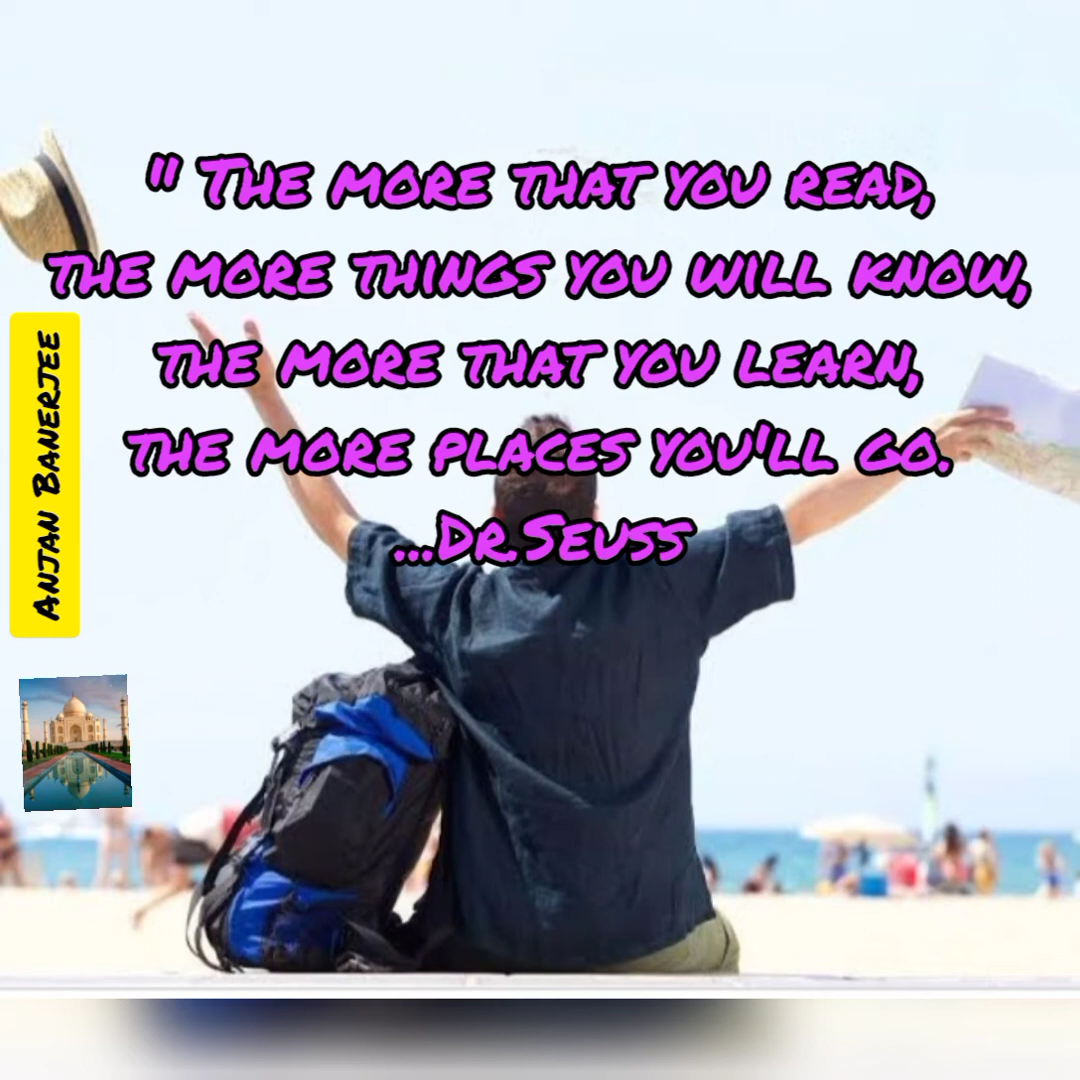 " The more that you read,
the more things you will know,
the more that you learn,
the more places you'll go.
...Dr.Seuss
Anjan Banerjee